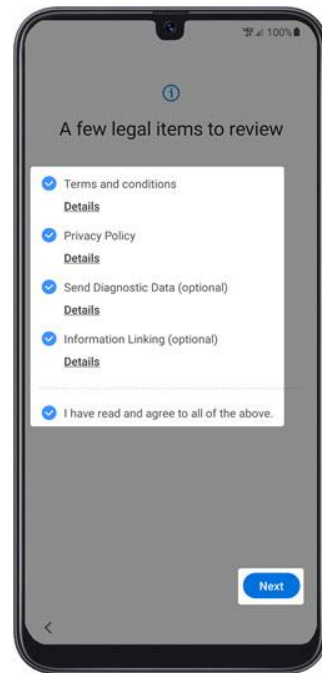 100%
A few legal items to review
Terms and conditions
Details
Privacy Policy
Details
Send Diagnostic Data (optional)
Details
Information Linking (optional)
Details
I have read and agree to all of the above.
Next